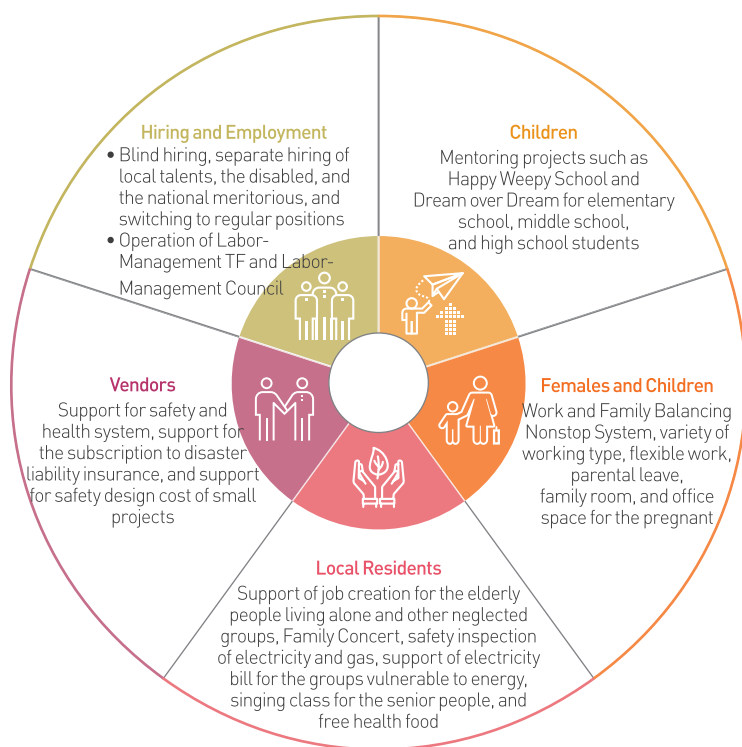 Hiring and Employment
• Blind hiring, separate hiring of
local talents, the disabled, and
the national meritorious, and
switching to regular positions
• Operation of Labor-
Management TF and Labor-
Management Council
Children
Mentoring projects such as
Happy Weepy School and
Dream over Dream for elementary
school, middle school,
and high school students
Vendors
Support for safety and
health system, support for
the subscription to disaster
liability insurance, and support
for safety design cost of small
projects
Females and Children
Work and Family Balancing
Nonstop System, variety of
working type, flexible work,
parental leave,
family room, and office
space for the pregnant
Local Residents
Support of job creation for the elderly
people living alone and other neglected
groups, Family Concert, safety inspection
of electricity and gas, support of electricity
bill for the groups vulnerable to energy,
singing class for the senior people, and
free health food